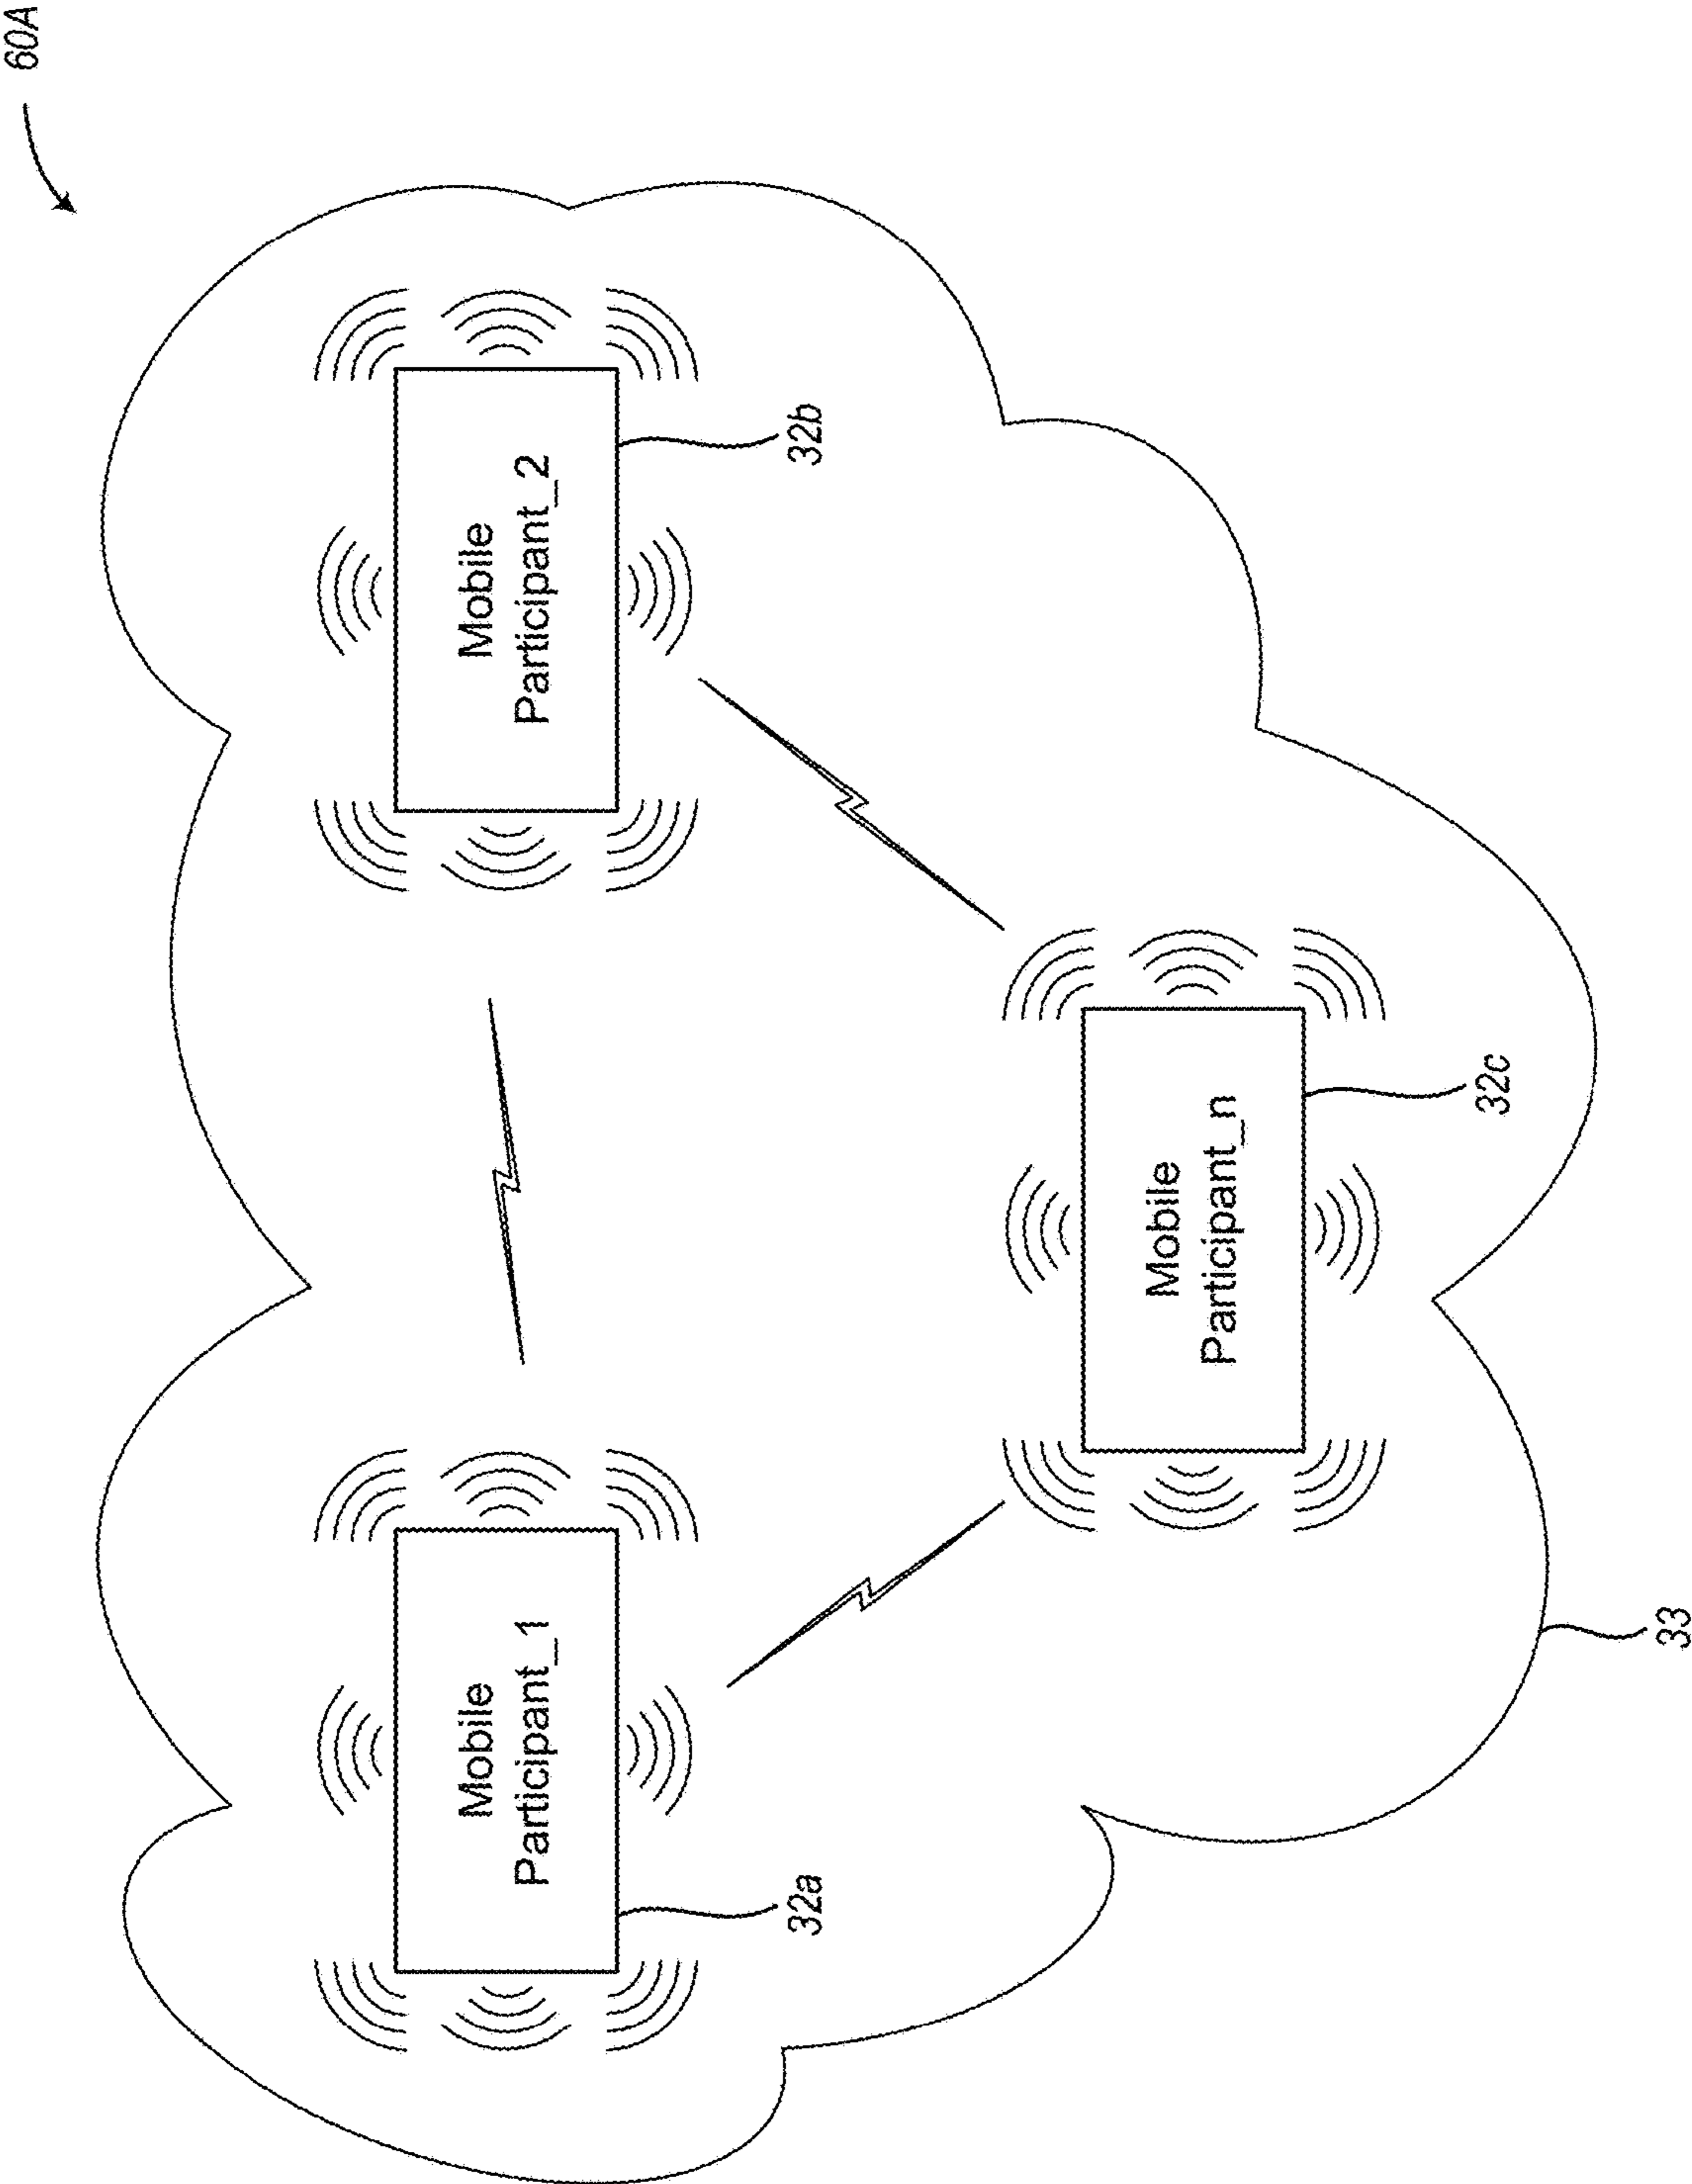 60A
Mobile
Participant_1
32a
Mobile
Participant_2
32b
Mobile
Participant_n
32c
33